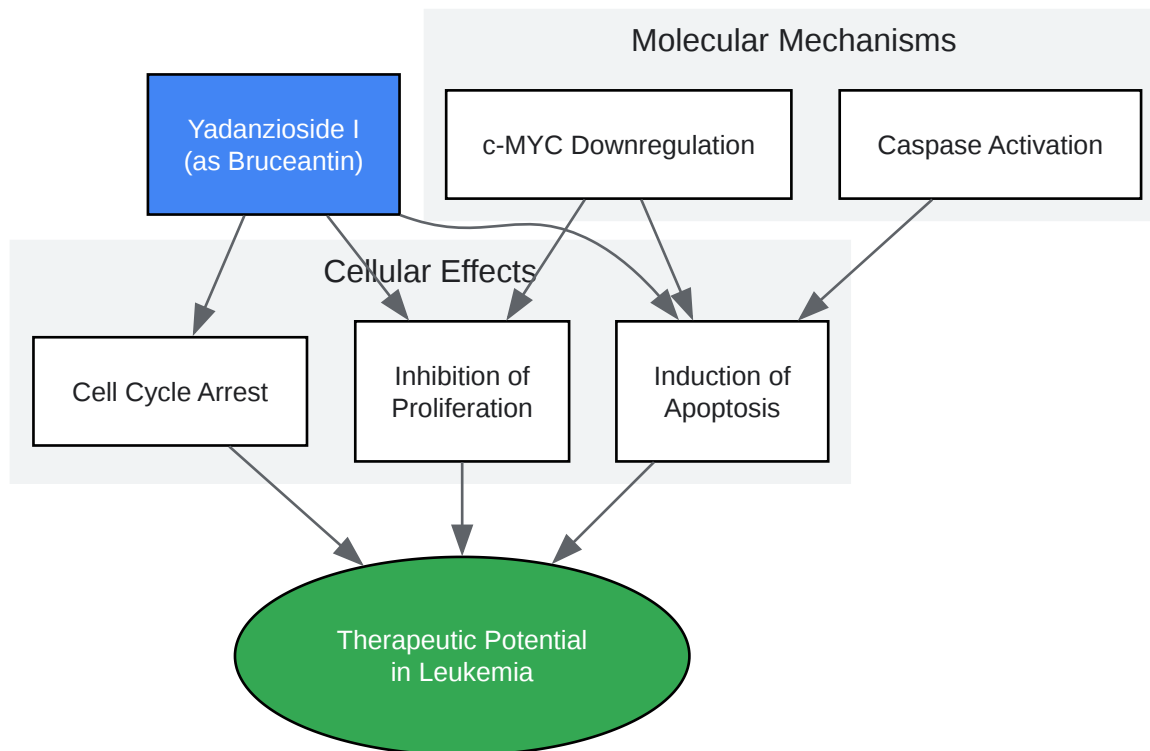 Molecular Mechanisms
Yadanzioside I
(as Bruceantin)
c-MYC Downregulation
Caspase Activation
Cellular Effects
Cell Cycle Arrest
Inhibition of
Proliferation
Induction of
Apoptosis
Therapeutic Potential
in Leukemia